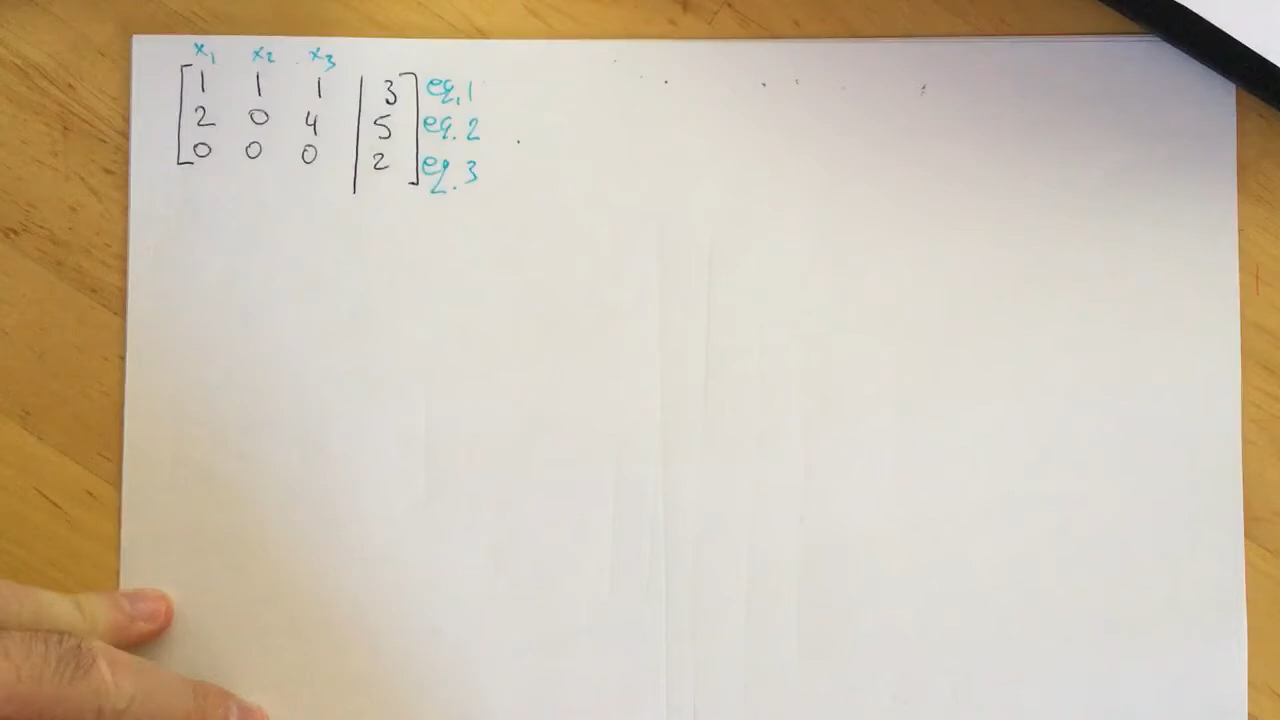 x₁ x₂ x₃
[1 1 1 | 3] eq.1
[2 0 4 | 5] eq.2
[0 0 0 | 2] eq.3